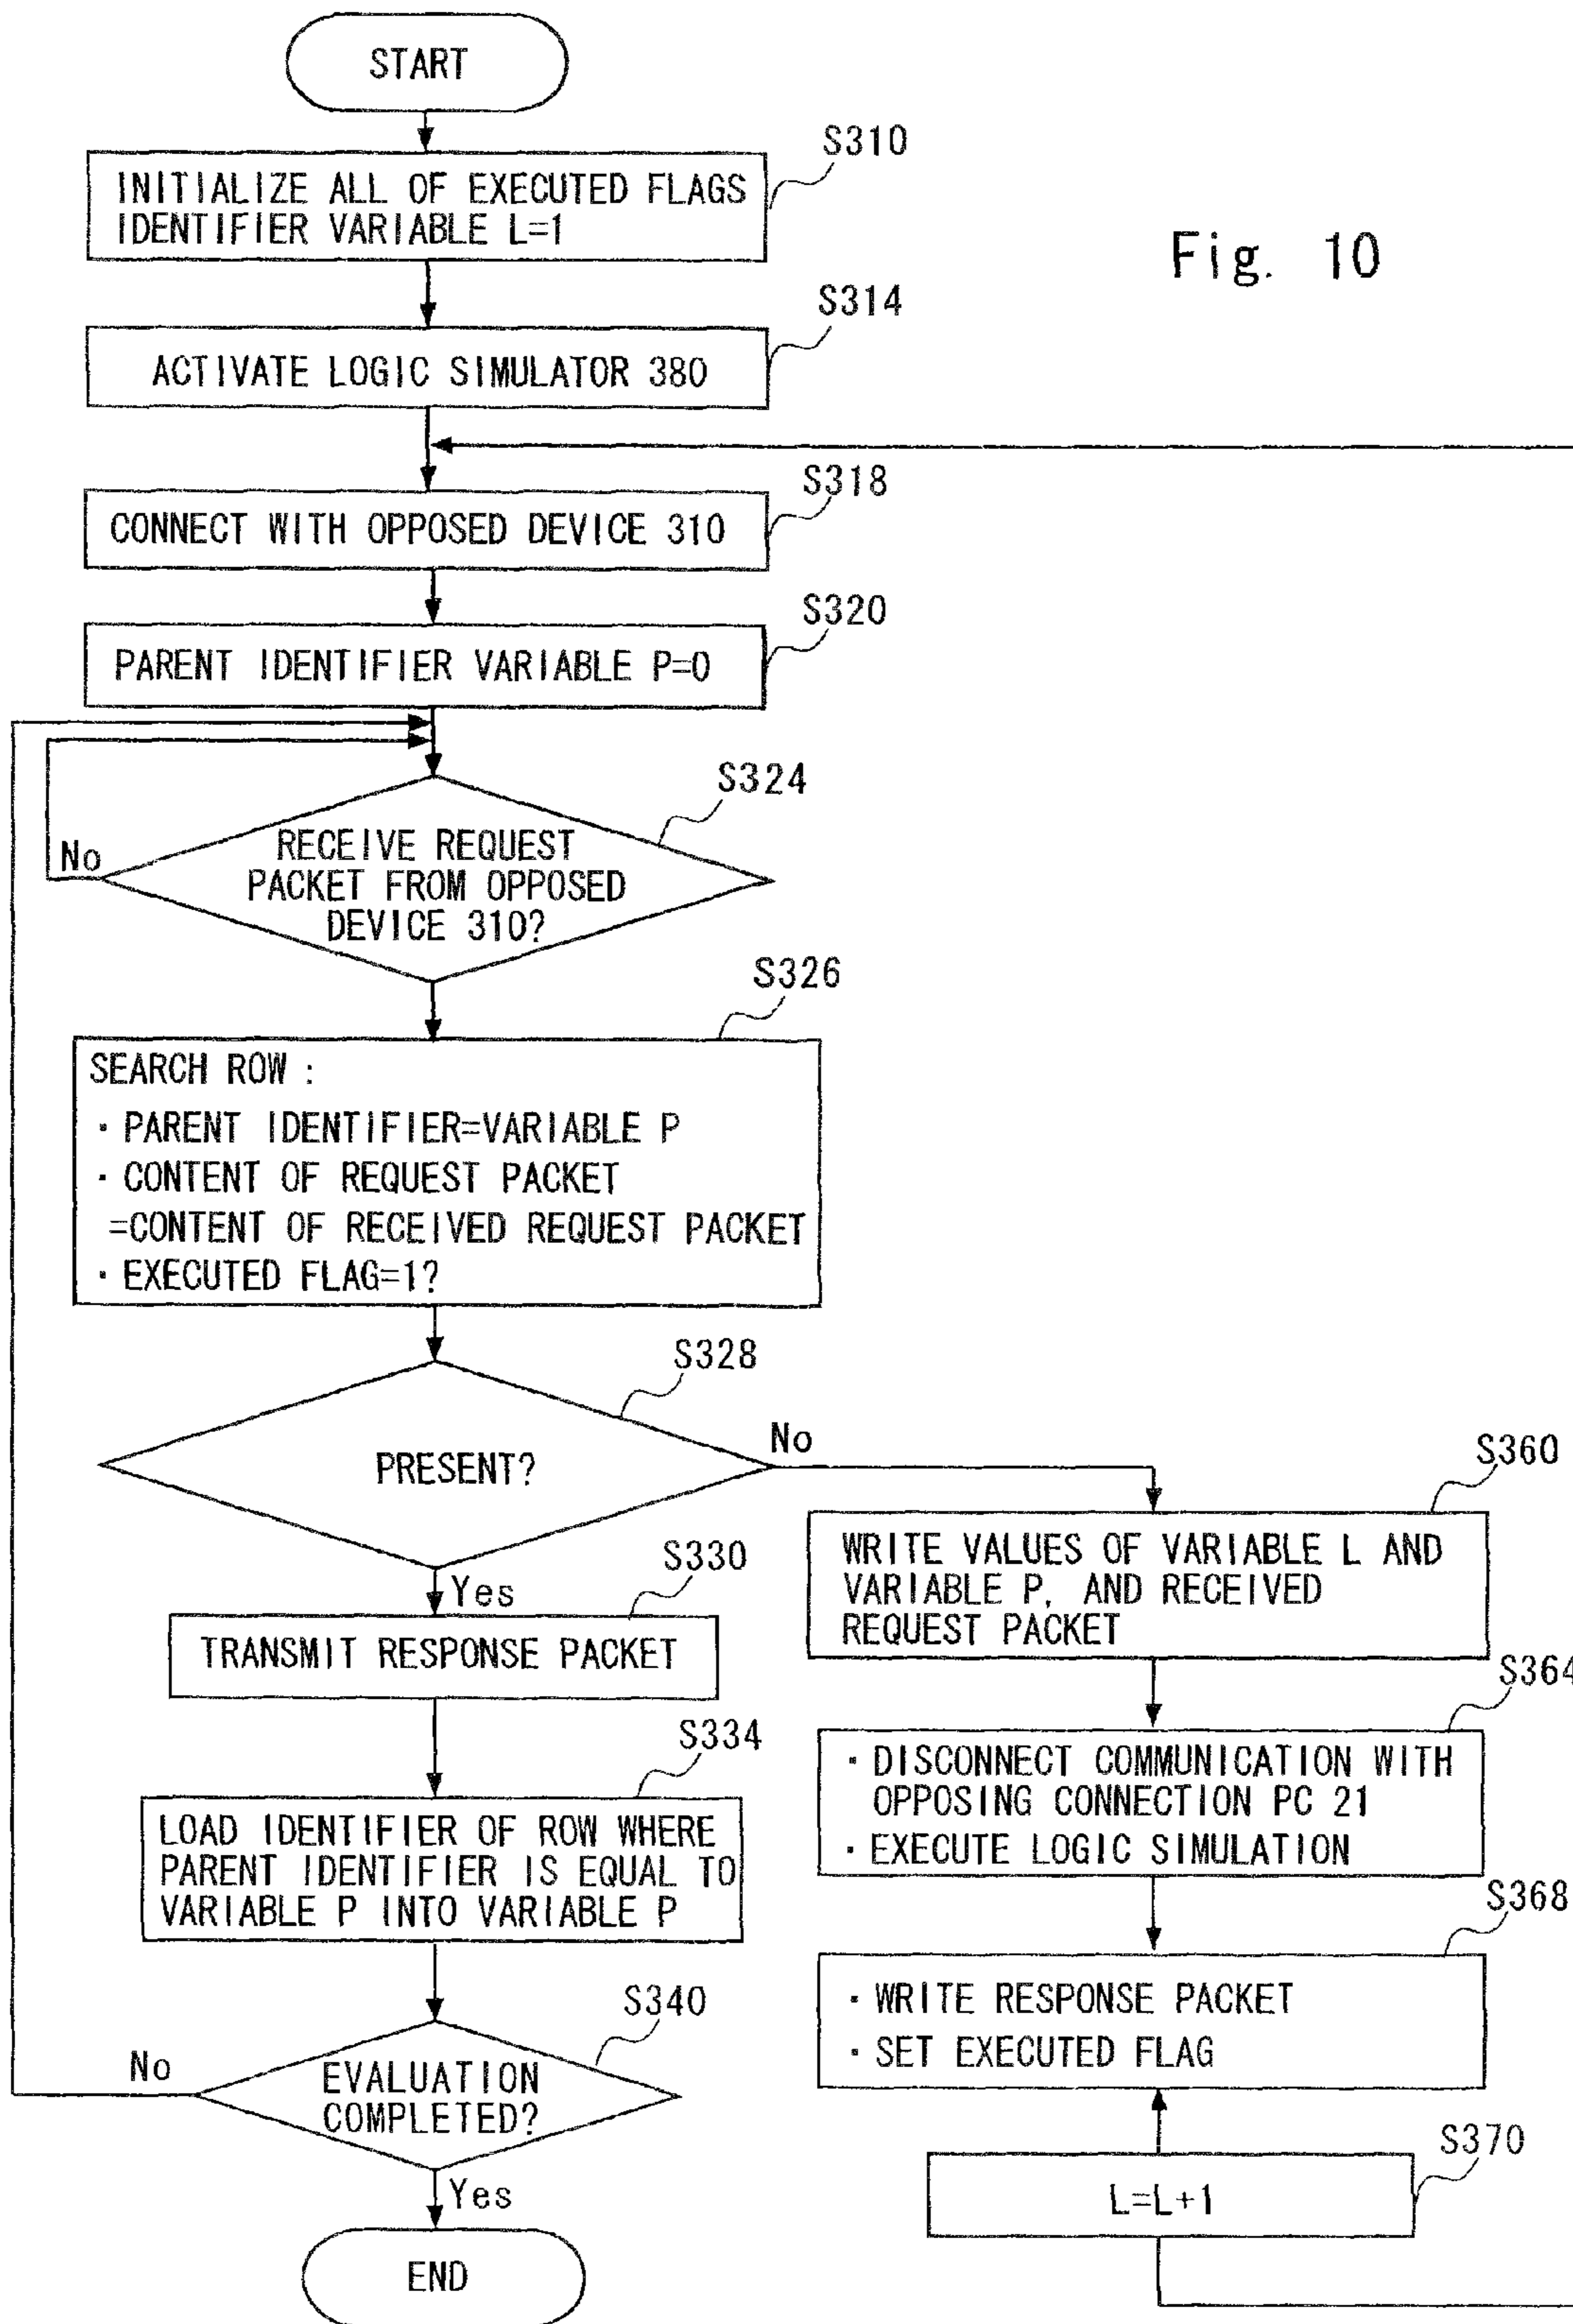 START
S310
INITIALIZE ALL OF EXECUTED FLAGS
IDENTIFIER VARIABLE L=1
Fig. 10
S314
ACTIVATE LOGIC SIMULATOR 380
S318
CONNECT WITH OPPOSED DEVICE 310
S320
PARENT IDENTIFIER VARIABLE P=0
S324
RECEIVE REQUEST
PACKET FROM OPPOSED
DEVICE 310?
No
S326
SEARCH ROW :
· PARENT IDENTIFIER=VARIABLE P
· CONTENT OF REQUEST PACKET
=CONTENT OF RECEIVED REQUEST PACKET
· EXECUTED FLAG=1?
S328
PRESENT?
No
Yes
S330
TRANSMIT RESPONSE PACKET
S334
LOAD IDENTIFIER OF ROW WHERE
PARENT IDENTIFIER IS EQUAL TO
VARIABLE P INTO VARIABLE P
S340
EVALUATION
COMPLETED?
No
Yes
END
S360
WRITE VALUES OF VARIABLE L AND
VARIABLE P, AND RECEIVED
REQUEST PACKET
S364
· DISCONNECT COMMUNICATION WITH
OPPOSING CONNECTION PC 21
· EXECUTE LOGIC SIMULATION
S368
· WRITE RESPONSE PACKET
· SET EXECUTED FLAG
S370
L=L+1